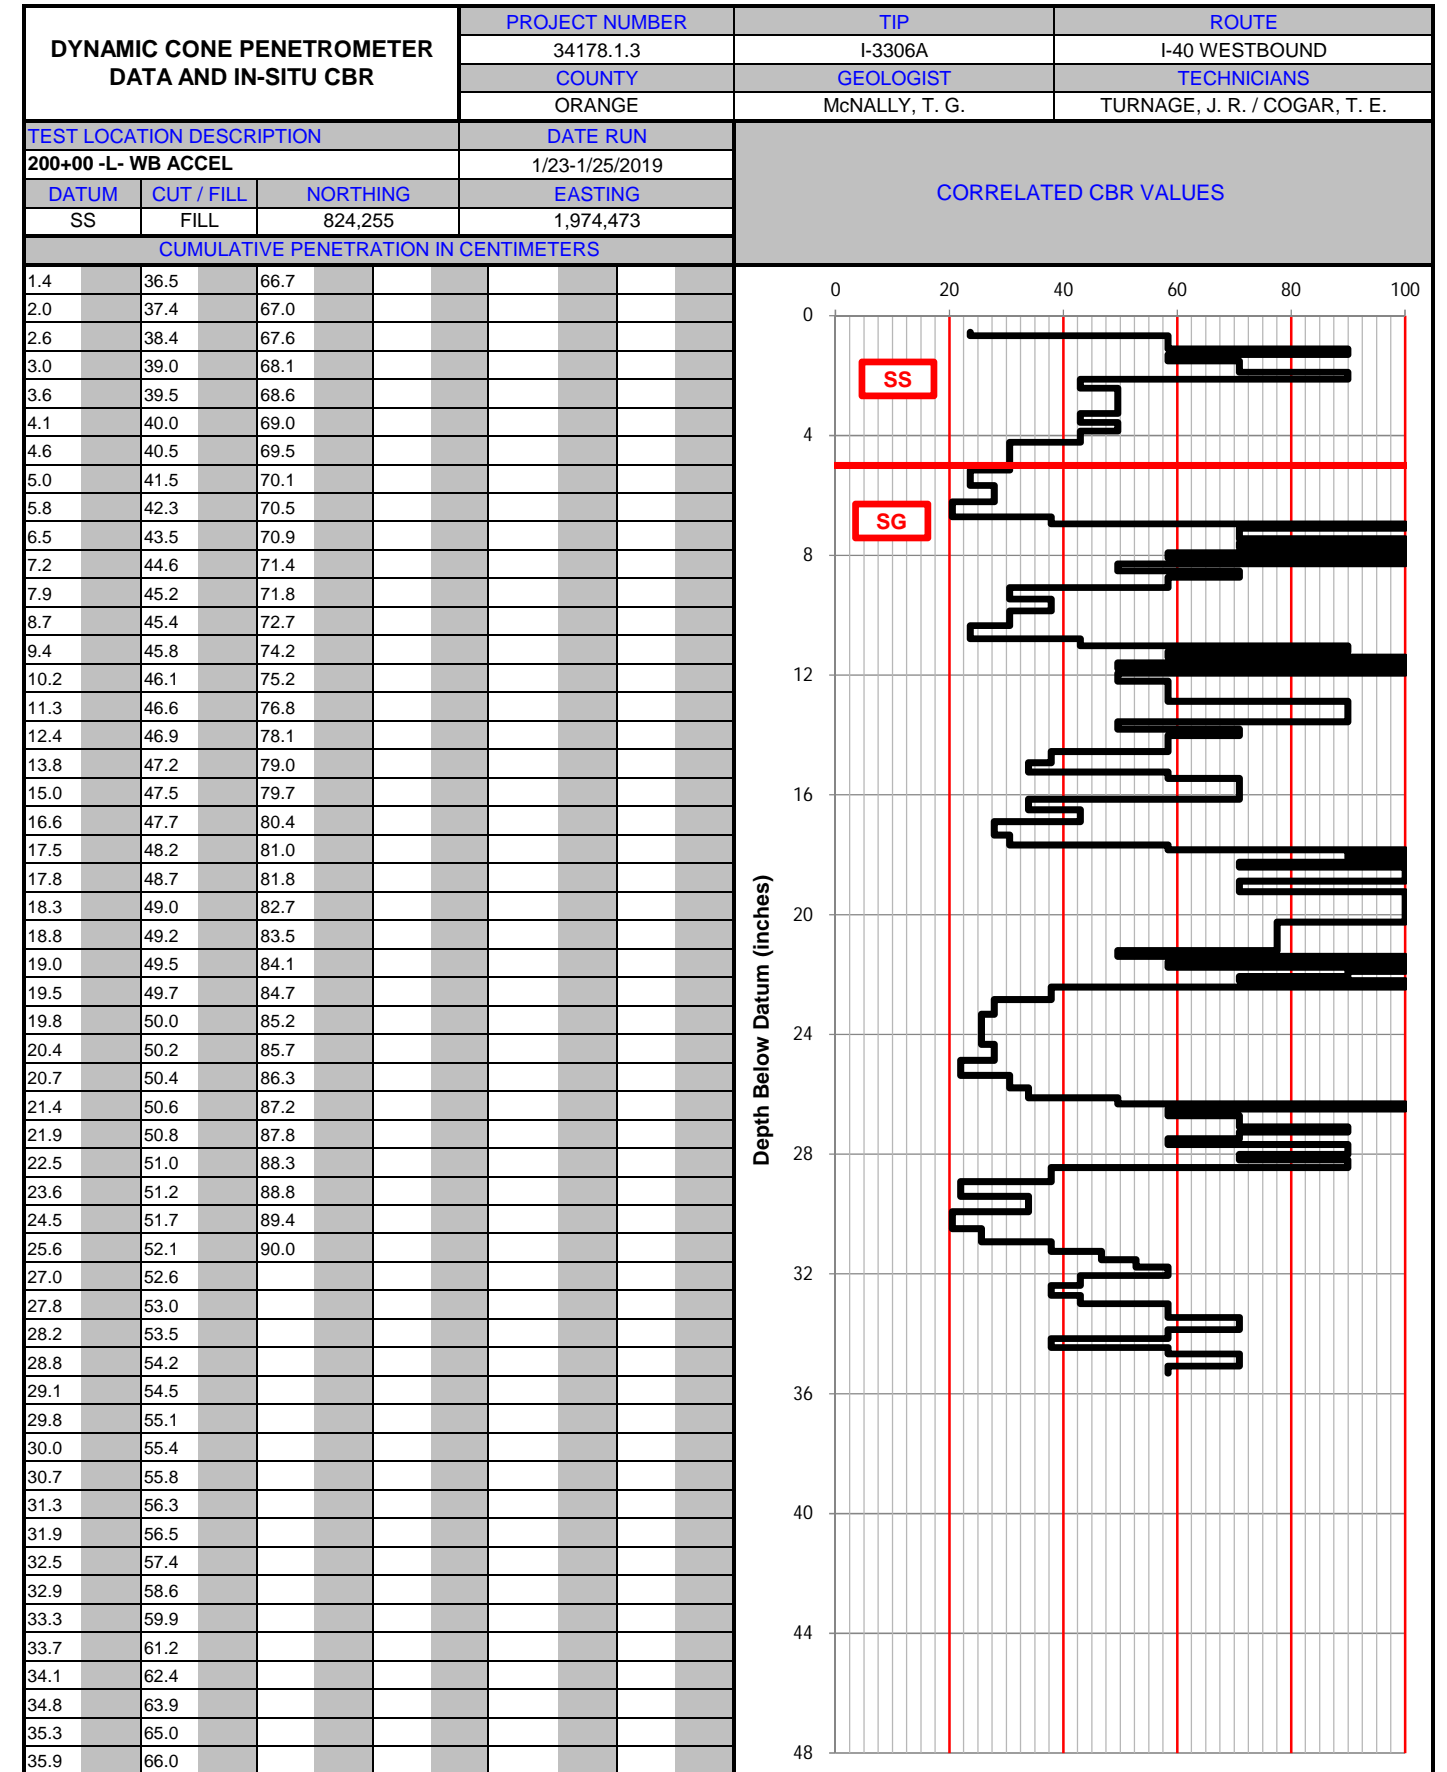 DYNAMIC CONE PENETROMETER
DATA AND IN-SITU CBR
PROJECT NUMBER TIP ROUTE
34178.1.3 I-3306A I-40 WESTBOUND
COUNTY GEOLOGIST TECHNICIANS
ORANGE McNALLY, T. G. TURNAGE, J. R. / COGAR, T. E.
TEST LOCATION DESCRIPTION DATE RUN
200+00 -L- WB ACCEL 1/23-1/25/2019
DATUM CUT / FILL NORTHING EASTING
SS FILL 824,255 1,974,473
CUMULATIVE PENETRATION IN CENTIMETERS
1.4 36.5 66.7
2.0 37.4 67.0
2.6 38.4 67.6
3.0 39.0 68.1
3.6 39.5 68.6
4.1 40.0 69.0
4.6 40.5 69.5
5.0 41.5 70.1
5.8 42.3 70.5
6.5 43.5 70.9
7.2 44.6 71.4
7.9 45.2 71.8
8.7 45.4 72.7
9.4 45.8 74.2
10.2 46.1 75.2
11.3 46.6 76.8
12.4 46.9 78.1
13.8 47.2 79.0
15.0 47.5 79.7
16.6 47.7 80.4
17.5 48.2 81.0
17.8 48.7 81.8
18.3 49.0 82.7
18.8 49.2 83.5
19.0 49.5 84.1
19.5 49.7 84.7
19.8 50.0 85.2
20.4 50.2 85.7
20.7 50.4 86.3
21.4 50.6 87.2
21.9 50.8 87.8
22.5 51.0 88.3
23.6 51.2 88.8
24.5 51.7 89.4
25.6 52.1 90.0
27.0 52.6
27.8 53.0
28.2 53.5
28.8 54.2
29.1 54.5
29.8 55.1
30.0 55.4
30.7 55.8
31.3 56.3
31.9 56.5
32.5 57.4
32.9 58.6
33.3 59.9
33.7 61.2
34.1 62.4
34.8 63.9
35.3 65.0
35.9 66.0
CORRELATED CBR VALUES
0 20 40 60 80 100
0
4
8
12
16
20
24
28
32
36
40
44
48
Depth Below Datum (inches)
SS
SG